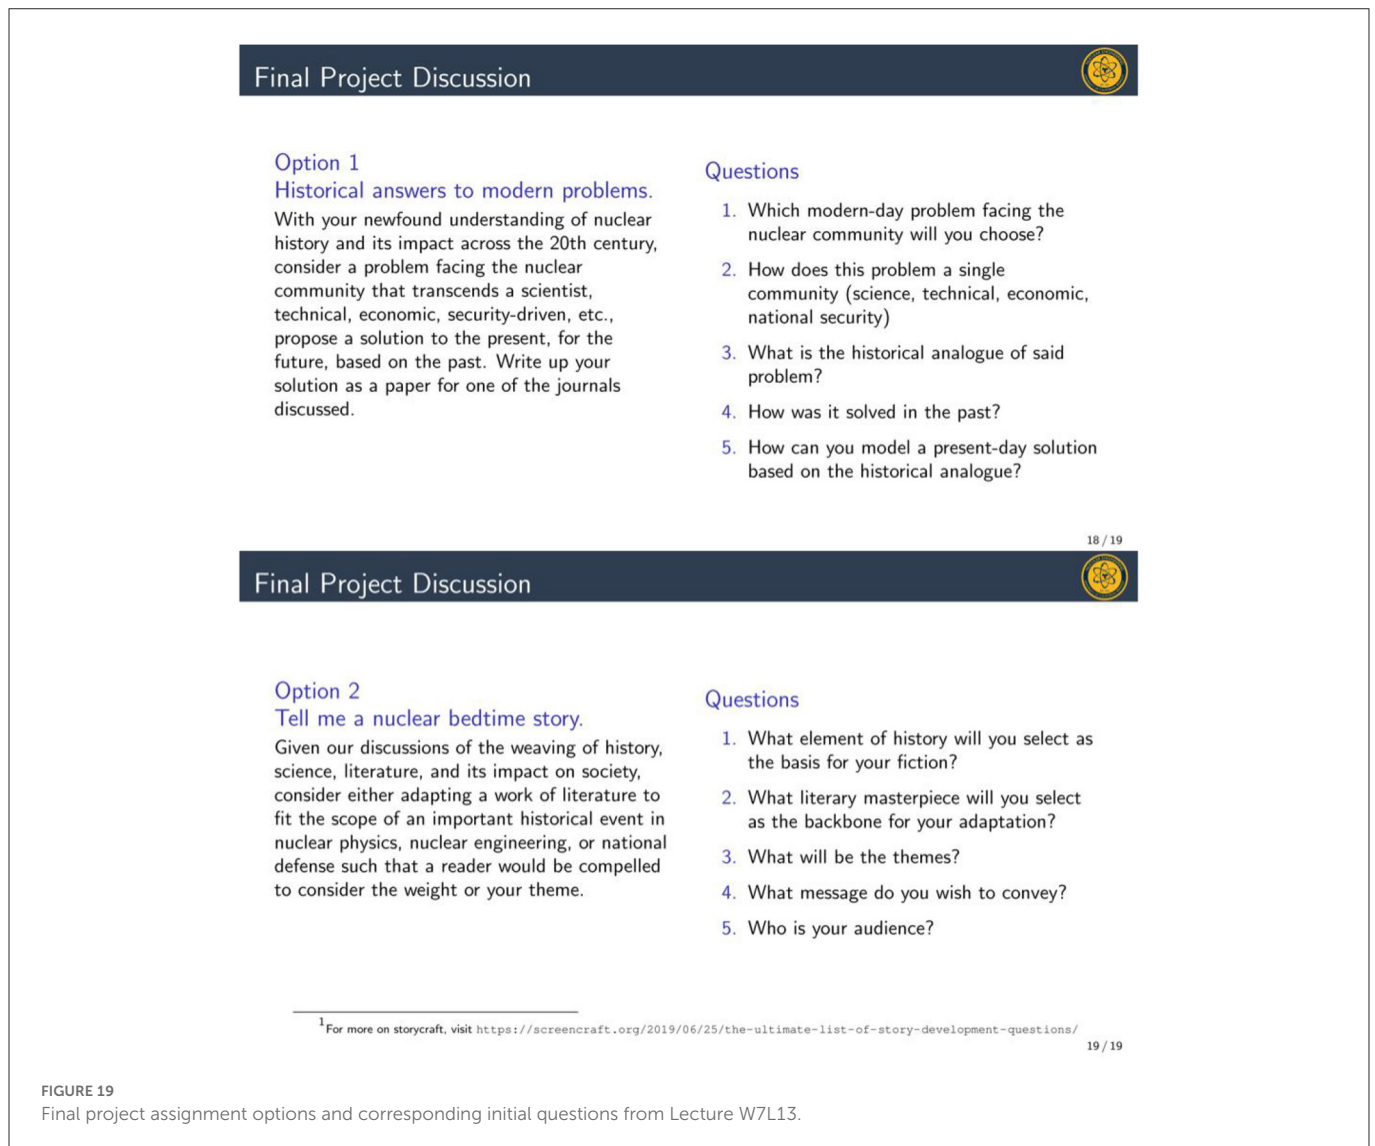 Final Project Discussion
Option 1
Historical answers to modern problems.
With your newfound understanding of nuclear
history and its impact across the 20th century,
consider a problem facing the nuclear
community that transcends a scientist,
technical, economic, security-driven, etc.,
propose a solution to the present, for the
future, based on the past. Write up your
solution as a paper for one of the journals
discussed.
Questions
1. Which modern-day problem facing the
nuclear community will you choose?
2. How does this problem a single
community (science, technical, economic,
national security)
3. What is the historical analogue of said
problem?
4. How was it solved in the past?
5. How can you model a present-day solution
based on the historical analogue?
18 / 19
Final Project Discussion
Option 2
Tell me a nuclear bedtime story.
Given our discussions of the weaving of history,
science, literature, and its impact on society,
consider either adapting a work of literature to
fit the scope of an important historical event in
nuclear physics, nuclear engineering, or national
defense such that a reader would be compelled
to consider the weight or your theme.
Questions
1. What element of history will you select as
the basis for your fiction?
2. What literary masterpiece will you select
as the backbone for your adaptation?
3. What will be the themes?
4. What message do you wish to convey?
5. Who is your audience?
1For more on storycraft, visit https://screencraft.org/2019/06/25/the-ultimate-list-of-story-development-questions/
19 / 19
FIGURE 19
Final project assignment options and corresponding initial questions from Lecture W7L13.